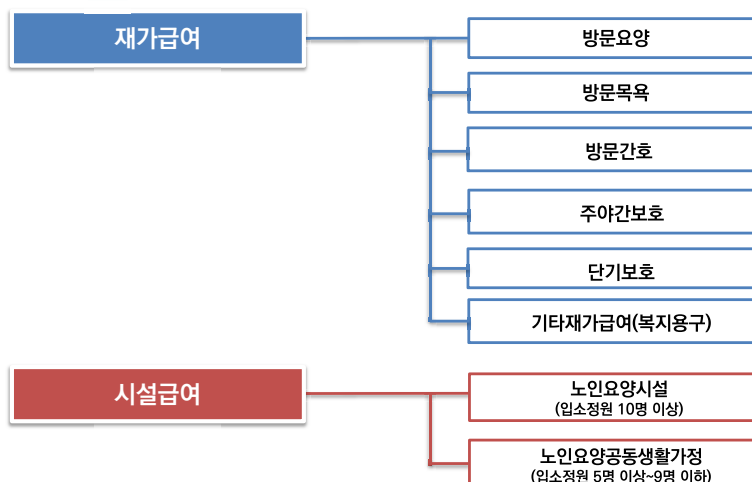 재가급여
방문요양
방문목욕
방문간호
주야간보호
단기보호
기타재가급여(복지용구)
시설급여
노인요양시설
(입소정원 10명 이상)
노인요양공동생활가정
(입소정원 5명 이상~9명 이하)